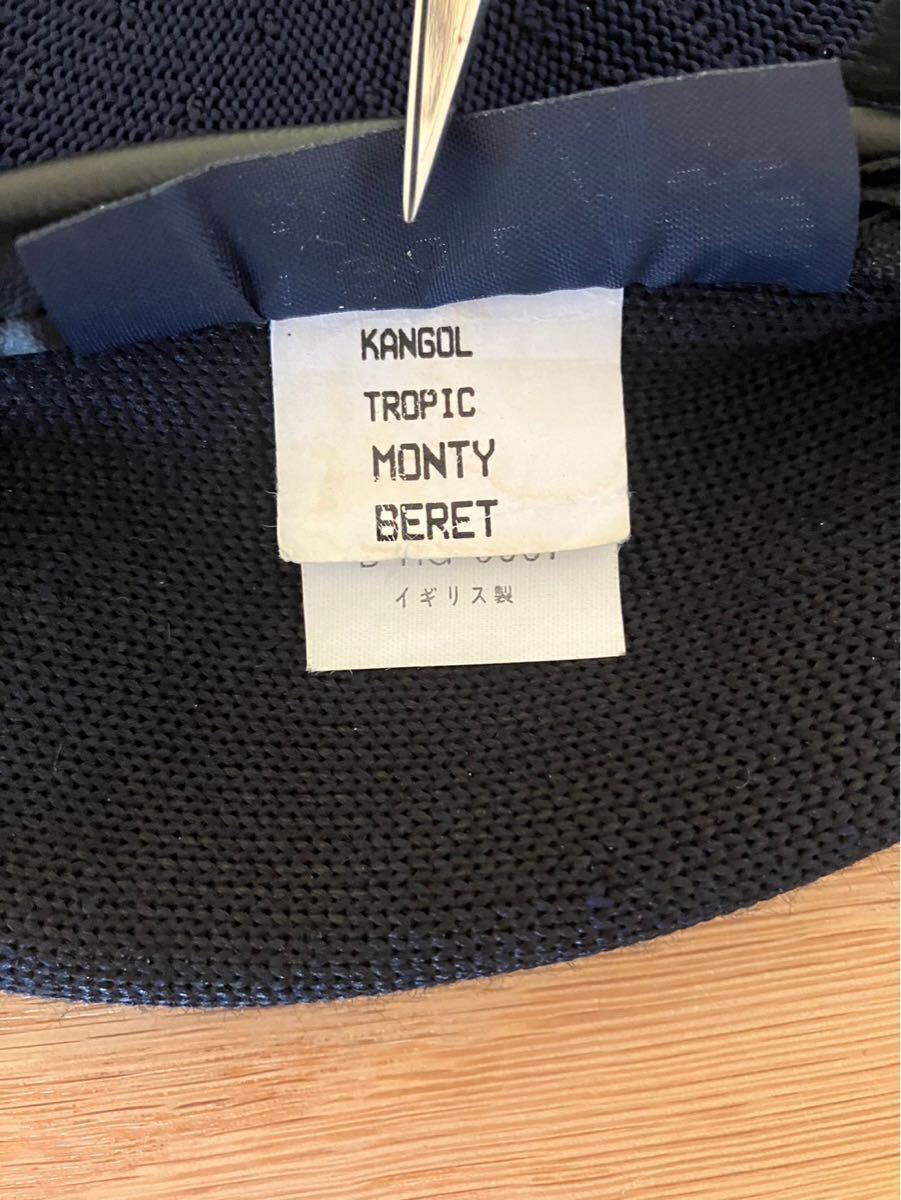 KANGOL
TROPIC
MONTY
BERET
イギリス製